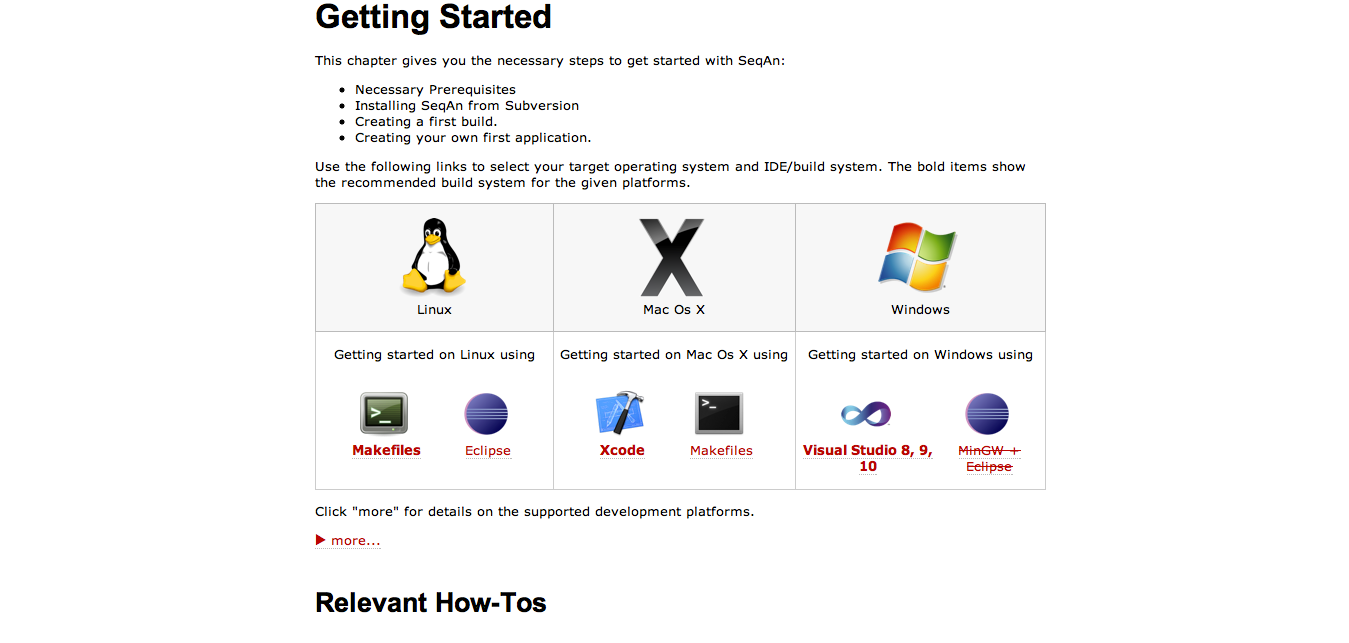 Getting Started
This chapter gives you the necessary steps to get started with SeqAn:
Necessary Prerequisites
Installing SeqAn from Subversion
Creating a first build.
Creating your own first application.
Use the following links to select your target operating system and IDE/build system. The bold items show
the recommended build system for the given platforms.
Linux
Mac Os X
Windows
Getting started on Linux using
Getting started on Mac Os X using
Getting started on Windows using
Makefiles
Eclipse
Xcode
Makefiles
Visual Studio 8, 9,
10
MinGW +
Eclipse
Click "more" for details on the supported development platforms.
more...
Relevant How-Tos